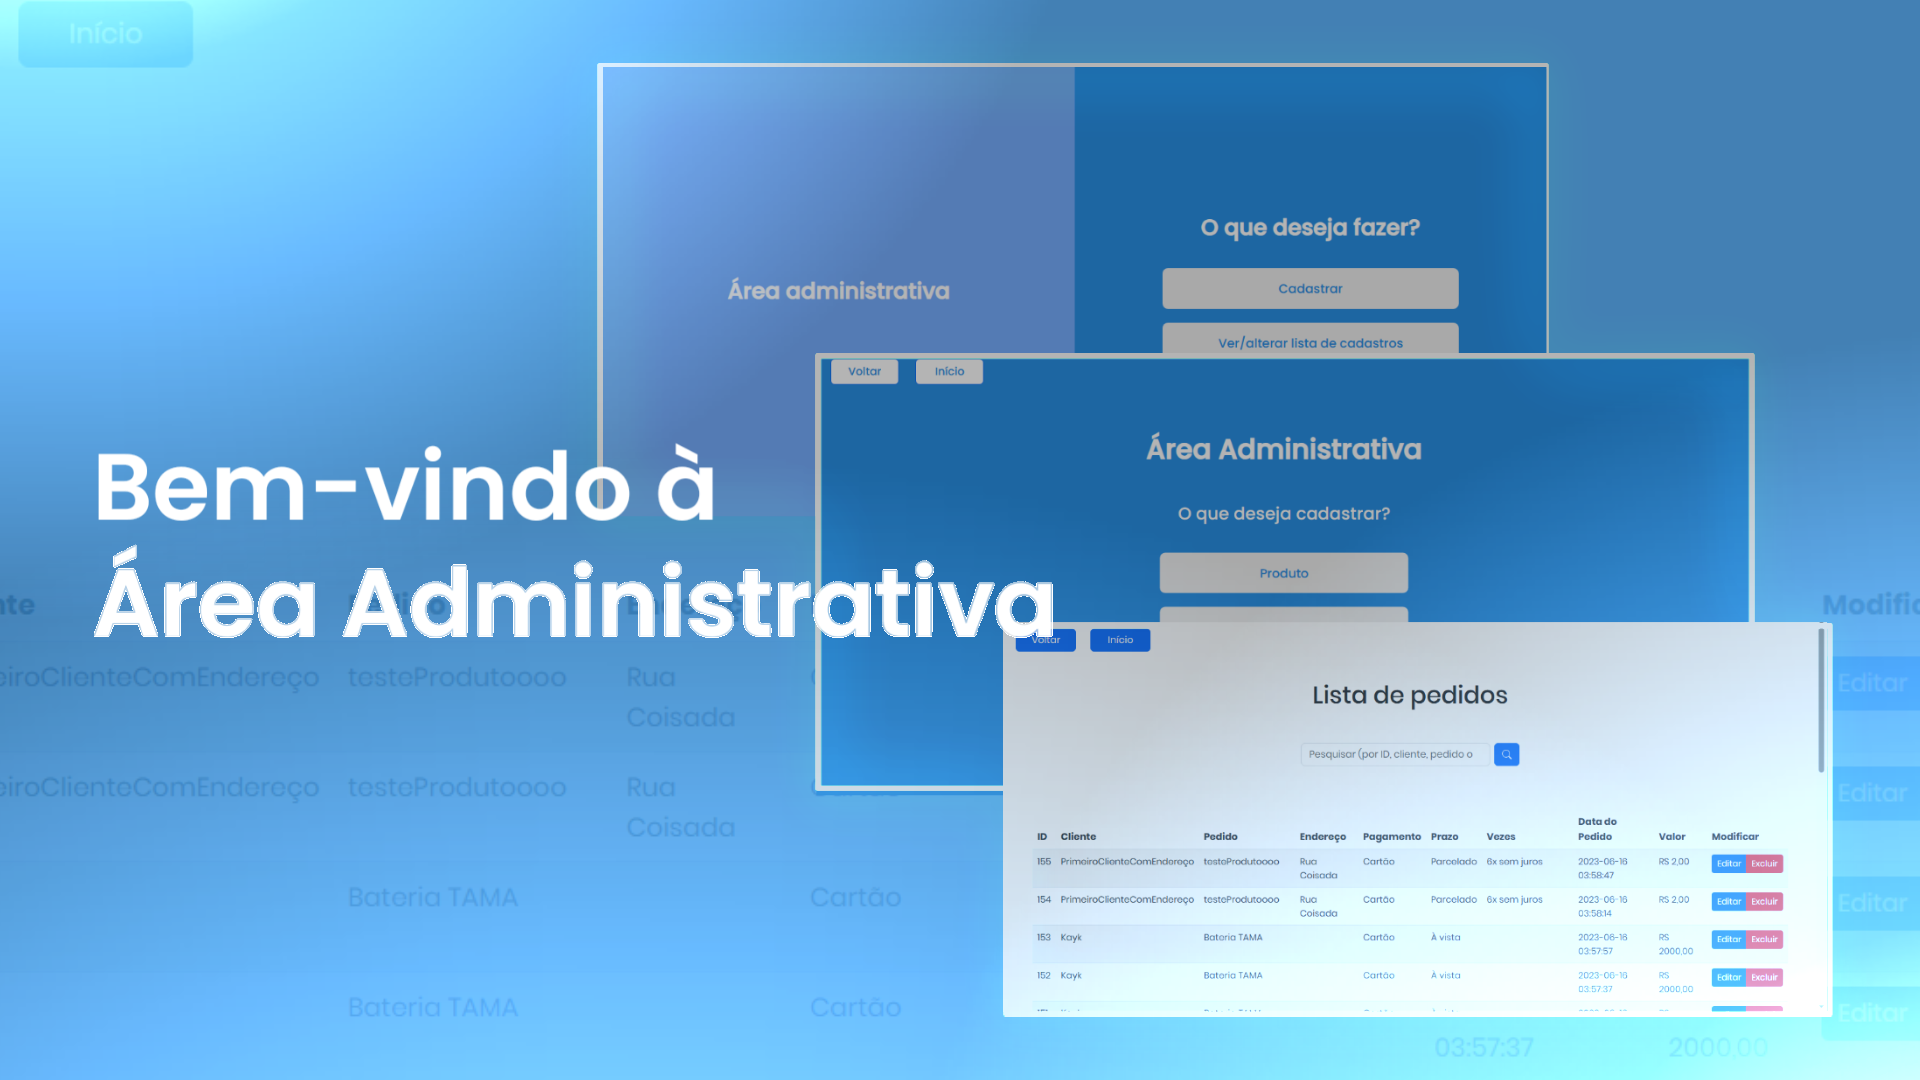 Início
Área administrativa
O que deseja fazer?
Cadastrar
Ver/alterar lista de cadastros
Voltar Início
Área Administrativa
O que deseja cadastrar?
Produto
Bem-vindo à
Área Administrativa
Voltar Início
Lista de pedidos
Pesquisar (por ID, cliente, pedido o
ID Cliente Pedido Endereço Pagamento Prazo Vezes Data do Pedido Valor Modificar
155 PrimeiroClienteComEndereço testeProdutoooo Rua Coisada Cartão Parcelado 6x sem juros 2023-06-16 03:58:47 R$ 2,00 Editar Excluir
154 PrimeiroClienteComEndereço testeProdutoooo Rua Coisada Cartão Parcelado 6x sem juros 2023-06-16 03:58:14 R$ 2,00 Editar Excluir
153 Kayk Bateria TAMA Cartão À vista 2023-06-16 03:57:57 R$ 2000,00 Editar Excluir
152 Kayk Bateria TAMA Cartão À vista 2023-06-16 03:57:37 R$ 2000,00 Editar Excluir
nte Modific
eiroClienteComEndereço testeProdutoooo Rua Editar
Coisada
eiroClienteComEndereço testeProdutoooo Rua Editar
Coisada
Bateria TAMA Cartão Editar
Bateria TAMA Cartão Editar
03:57:37 2000,00